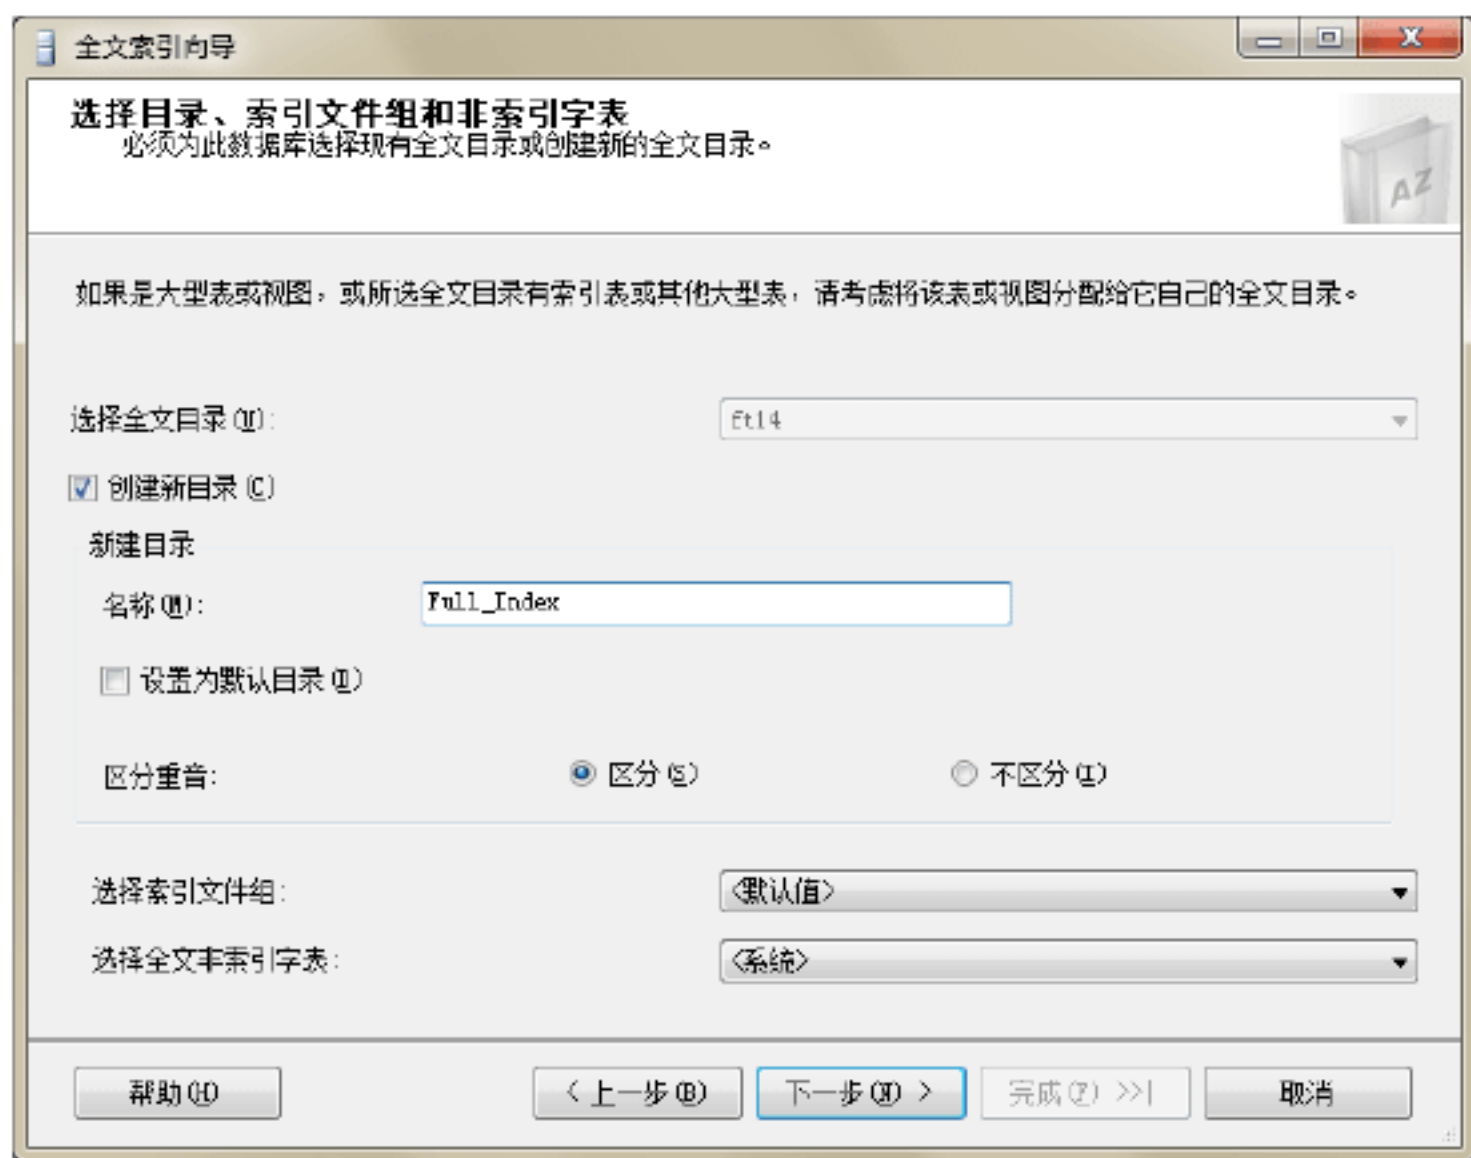 全文索引向导
选择目录、索引文件组和非索引字表
必须为此数据库选择现有全文目录或创建新的全文目录。
AZ
如果是大型表或视图，或所选全文目录有索引表或其他大型表，请考虑将该表或视图分配给它自己的全文目录。
选择全文目录(U): ft14
创建新目录(C)
新建目录
名称(M): Full_Index
设置为默认目录(D)
区分重音: 区分(S) 不区分(I)
选择索引文件组: <默认值>
选择全文非索引字表: <系统>
帮助(H) < 上一步(B) 下一步(N) > 完成(F) >>| 取消